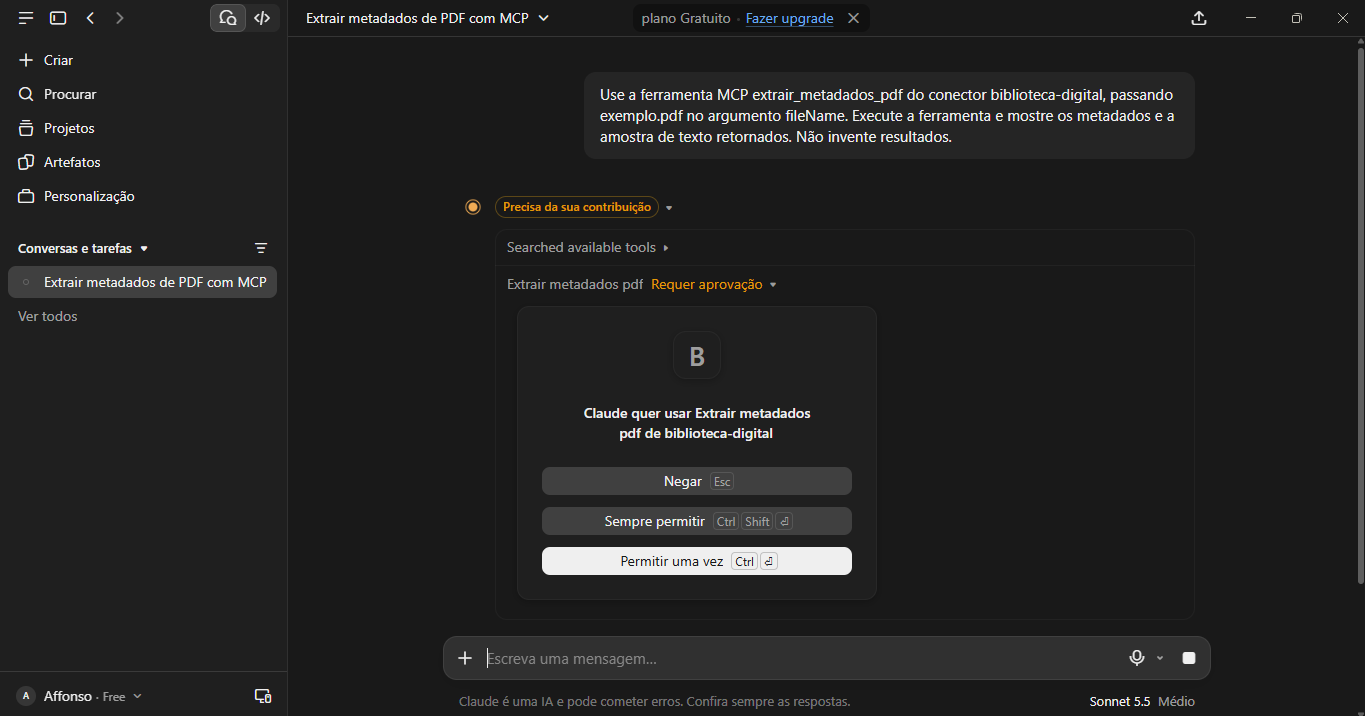 Extrair metadados de PDF com MCP
plano Gratuito · Fazer upgrade
Criar
Procurar
Projetos
Artefatos
Personalização
Conversas e tarefas
Extrair metadados de PDF com MCP
Ver todos
Use a ferramenta MCP extrair_metadados_pdf do conector biblioteca-digital, passando
exemplo.pdf no argumento fileName. Execute a ferramenta e mostre os metadados e a
amostra de texto retornados. Não invente resultados.
Precisa da sua contribuição
Searched available tools
Extrair metadados pdf Requer aprovação
B
Claude quer usar Extrair metadados
pdf de biblioteca-digital
Negar Esc
Sempre permitir Ctrl Shift ⏎
Permitir uma vez Ctrl ⏎
Escreva uma mensagem...
A Affonso · Free
Claude é uma IA e pode cometer erros. Confira sempre as respostas.
Sonnet 5.5 Médio